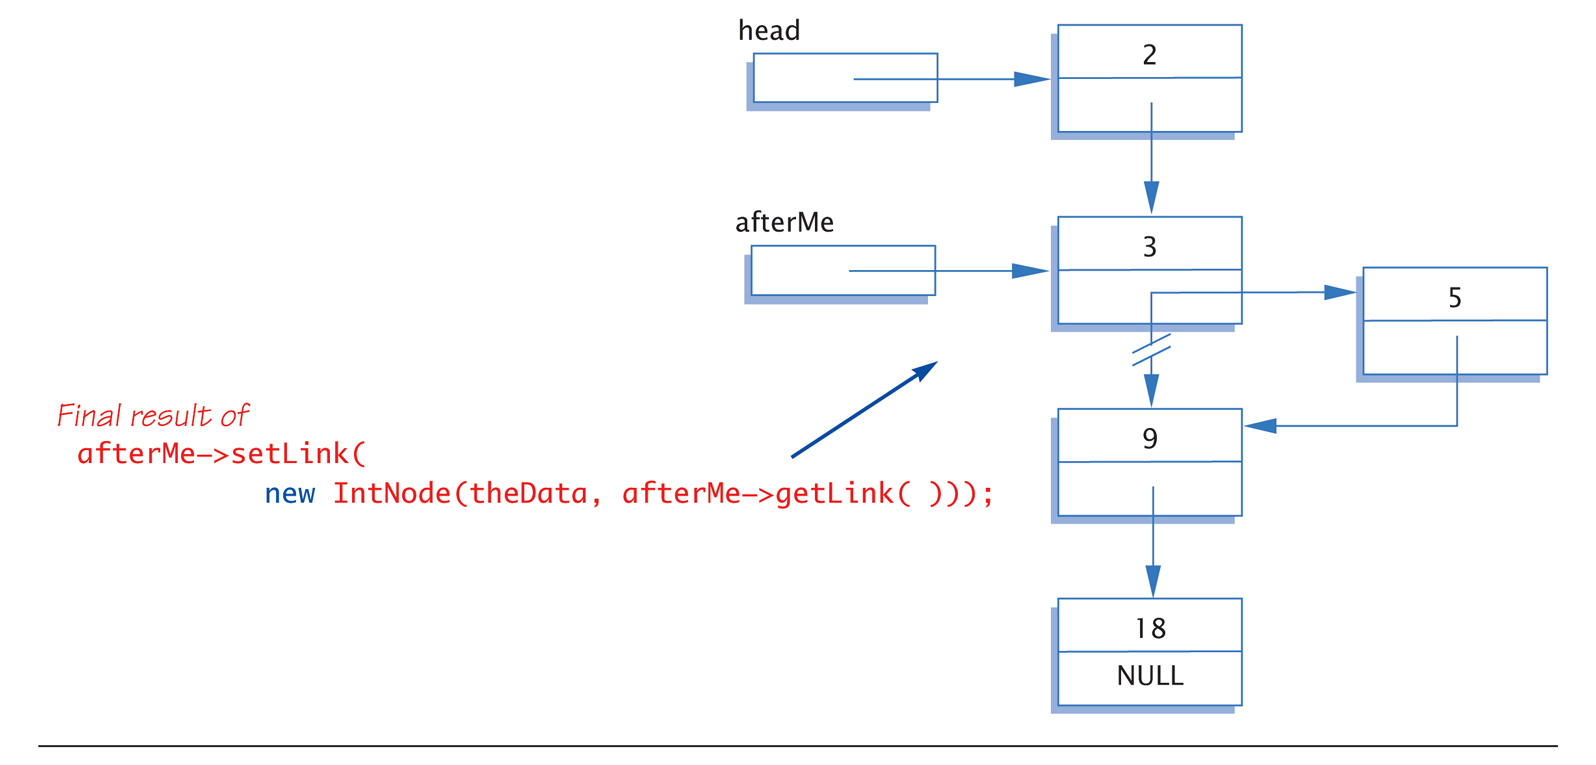 head
2
afterMe
3
5
Final result of
afterMe->setLink(
9
new IntNode(theData, afterMe->getLink( )));
18
NULL